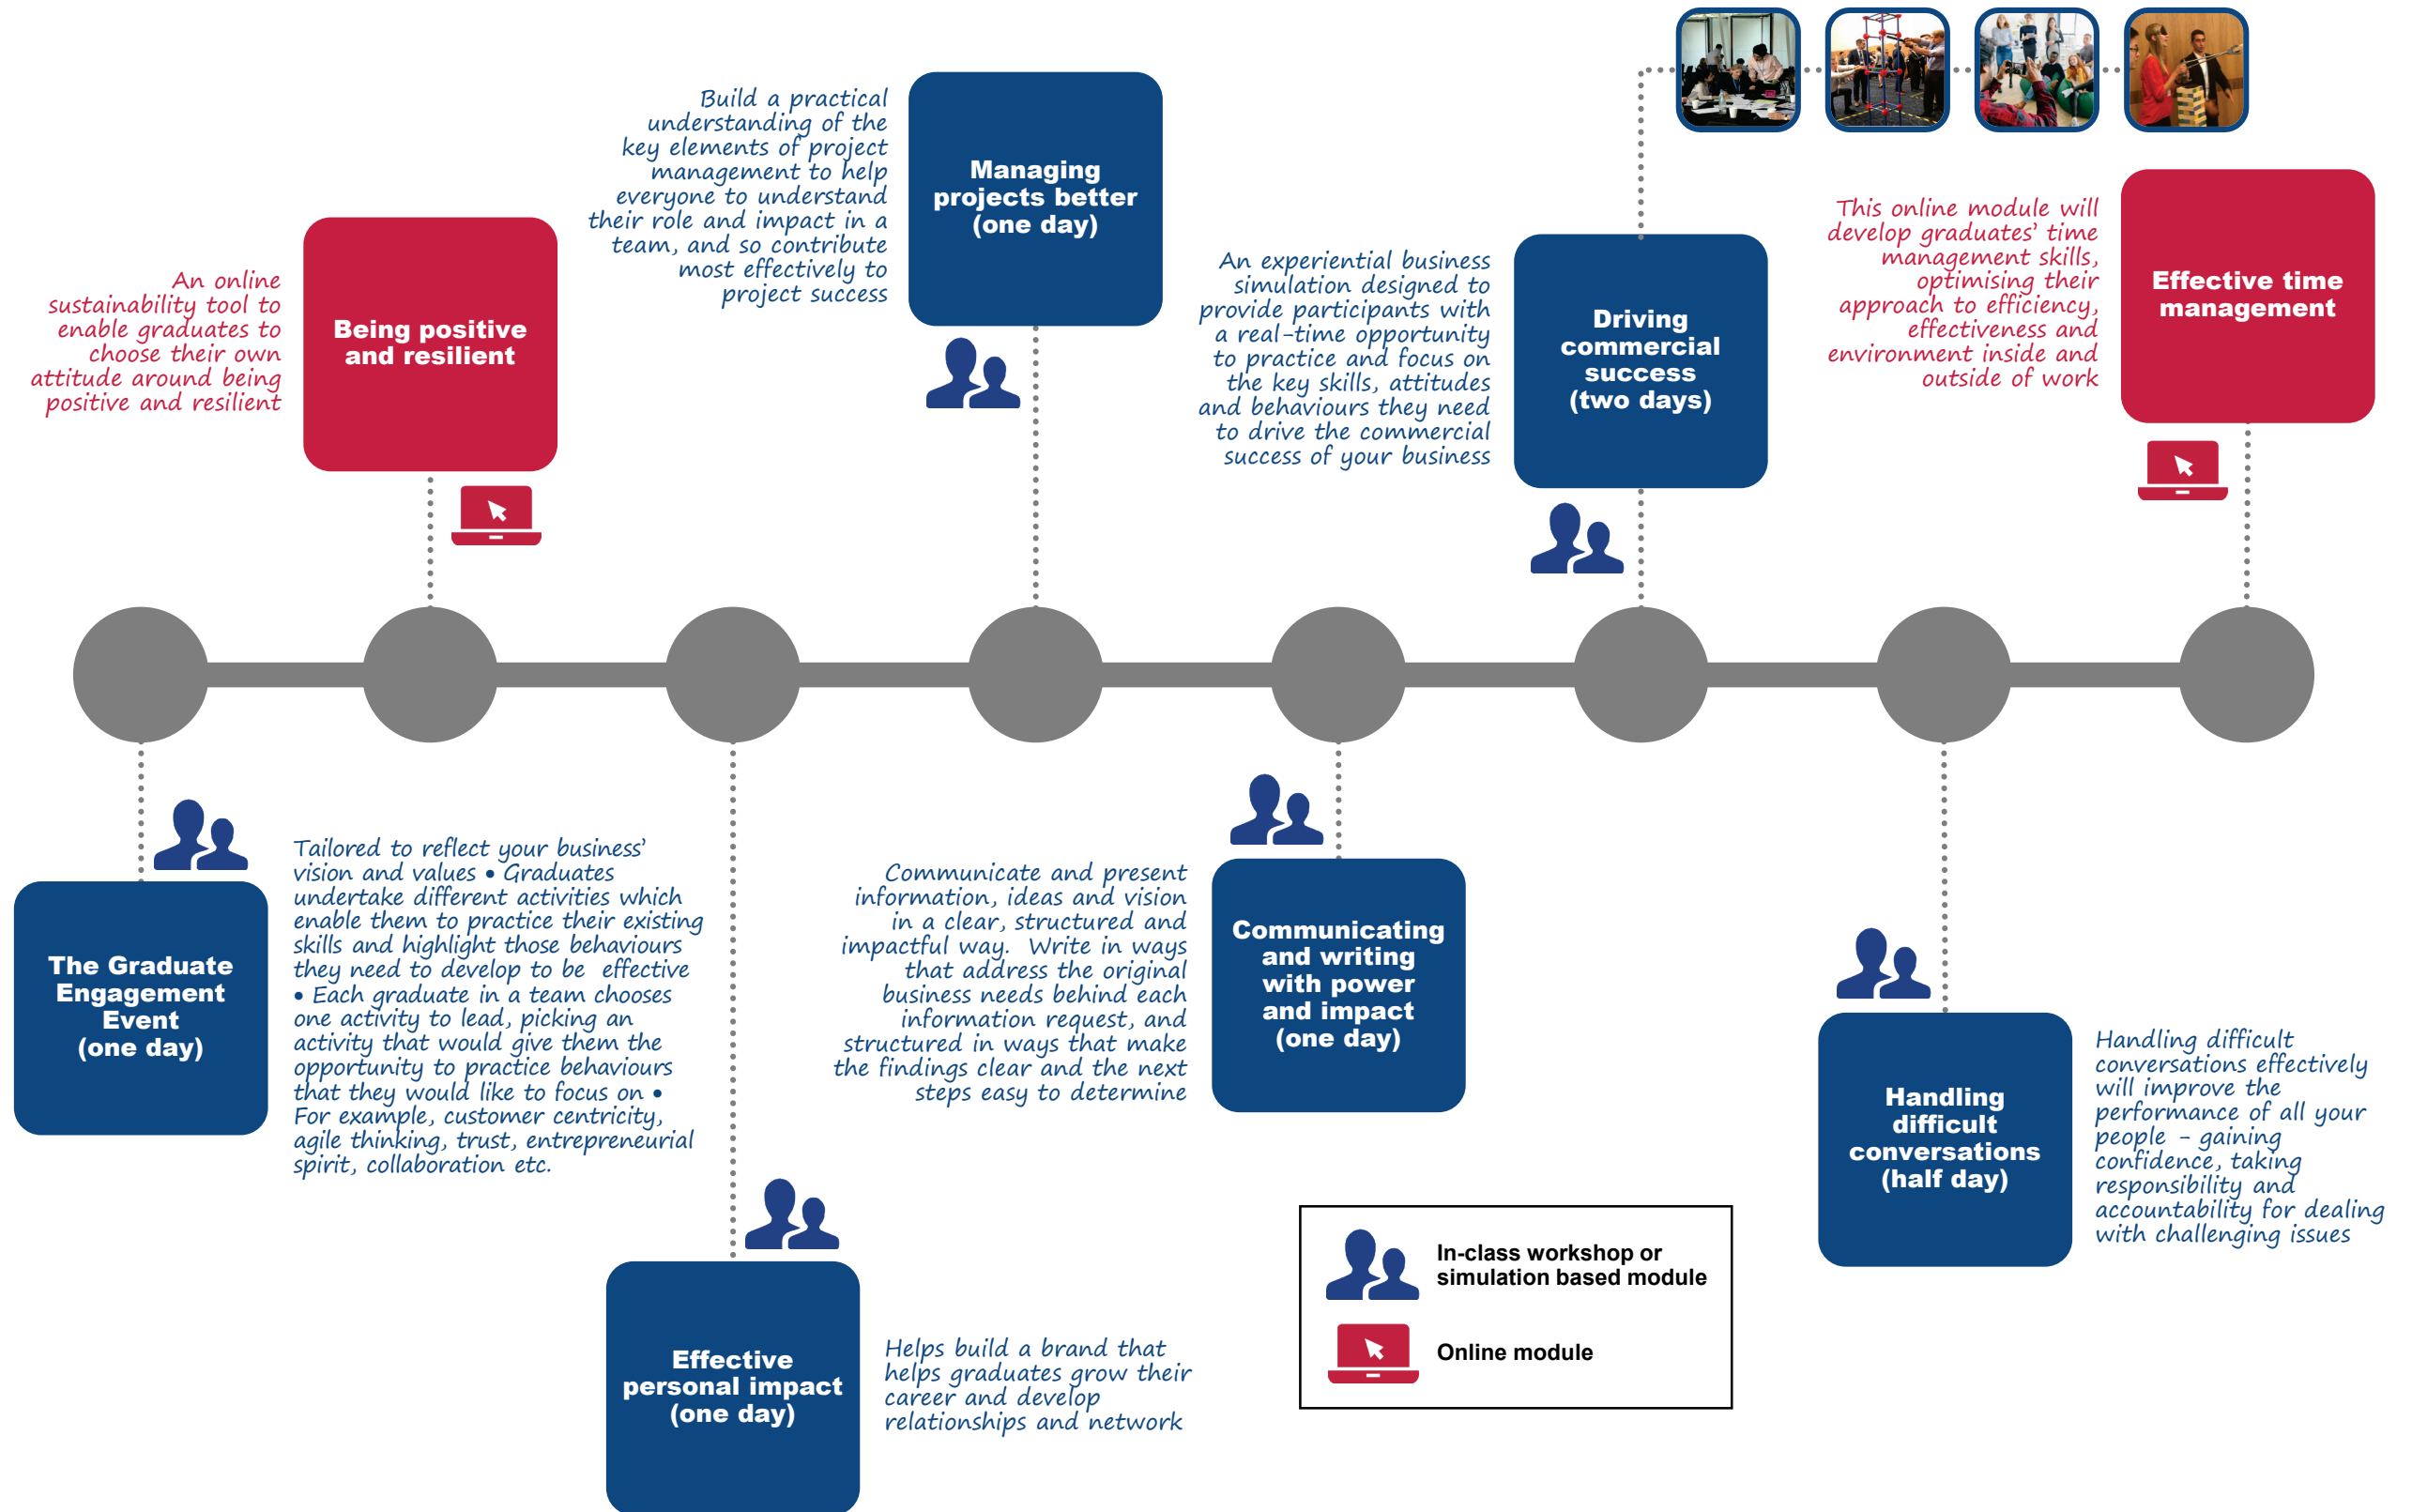 An online
sustainability tool to
enable graduates to
choose their own
attitude around being
positive and resilient
Being positive
and resilient
Build a practical
understanding of the
key elements of project
management to help
everyone to understand
their role and impact in a
team, and so contribute
most effectively to
project success
Managing
projects better
(one day)
An experiential business
simulation designed to
provide participants with
a real-time opportunity
to practice and focus on
the key skills, attitudes
and behaviours they need
to drive the commercial
success of your business
Driving
commercial
success
(two days)
This online module will
develop graduates' time
management skills,
optimising their
approach to efficiency,
effectiveness and
environment inside and
outside of work
Effective time
management
The Graduate
Engagement
Event
(one day)
Tailored to reflect your business'
vision and values • Graduates
undertake different activities which
enable them to practice their existing
skills and highlight those behaviours
they need to develop to be  effective
• Each graduate in a team chooses
one activity to lead, picking an
activity that would give them the
opportunity to practice behaviours
that they would like to focus on •
For example, customer centricity,
agile thinking, trust, entrepreneurial
spirit, collaboration etc.
Effective
personal impact
(one day)
Helps build a brand that
helps graduates grow their
career and develop
relationships and network
Communicate and present
information, ideas and vision
in a clear, structured and
impactful way.  Write in ways
that address the original
business needs behind each
information request, and
structured in ways that make
the findings clear and the next
steps easy to determine
Communicating
and writing
with power
and impact
(one day)
Handling
difficult
conversations
(half day)
Handling difficult
conversations effectively
will improve the
performance of all your
people - gaining
confidence, taking
responsibility and
accountability for dealing
with challenging issues
In-class workshop or
simulation based module
Online module